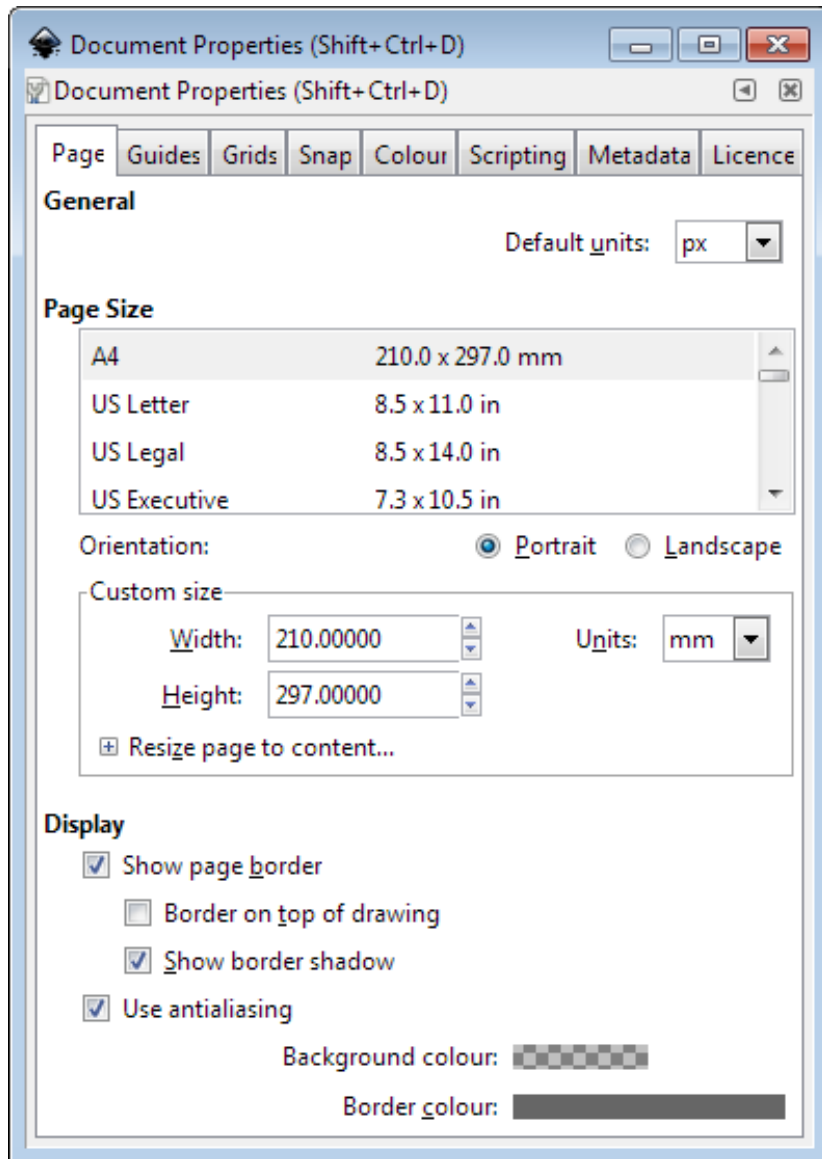 Document Properties (Shift+Ctrl+D)
Document Properties (Shift+Ctrl+D)
Page Guides Grids Snap Colour Scripting Metadata Licence
General
Default units: px
Page Size
A4 210.0 x 297.0 mm
US Letter 8.5 x 11.0 in
US Legal 8.5 x 14.0 in
US Executive 7.3 x 10.5 in
Orientation: Portrait Landscape
Custom size
Width: 210.00000 Units: mm
Height: 297.00000
Resize page to content...
Display
Show page border
Border on top of drawing
Show border shadow
Use antialiasing
Background colour:
Border colour: